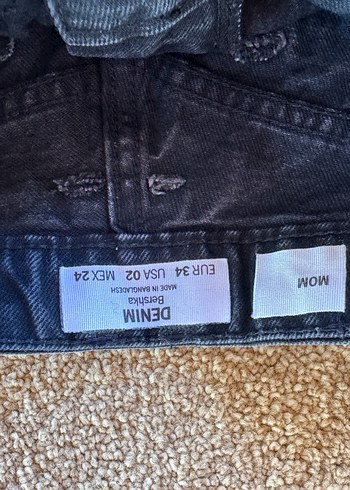 DENIM
Bershka
MADE IN BANGLADESH
EUR 34 USA 02 MEX 24
MOM